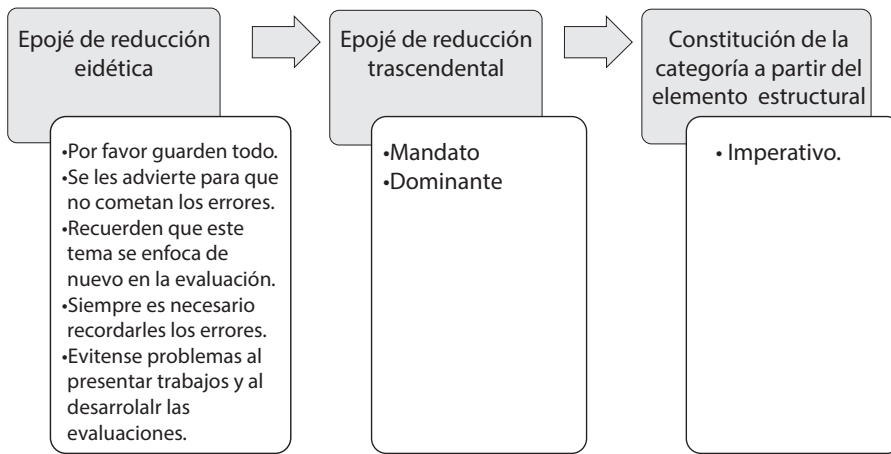 Epojé de reducción
eidética
Epojé de reducción
trascendental
Constitución de la
categoría a partir del
elemento estructural
•Por favor guarden todo.
•Se les advierte para que
no cometan los errores.
•Recuerden que este
tema se enfoca de
nuevo en la evaluación.
•Siempre es necesario
recordarles los errores.
•Evitense problemas al
presentar trabajos y al
desarrolalr las
evaluaciones.
•Mandato
•Dominante
• Imperativo.